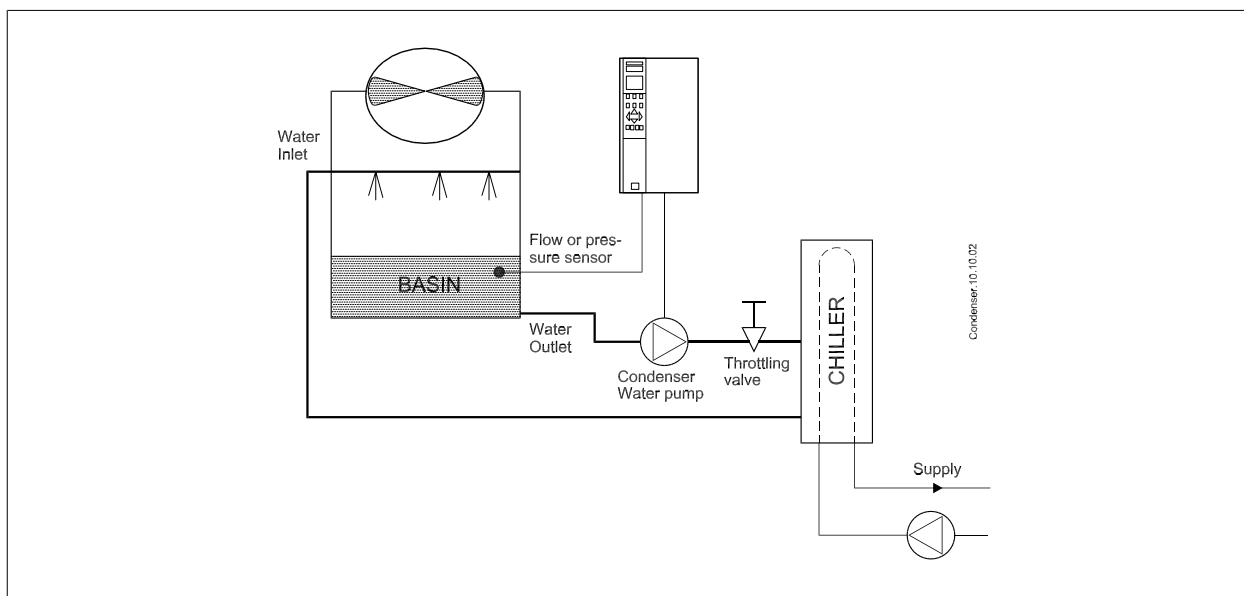 Water
Inlet
Flow or pres-
sure sensor
BASIN
Water
Outlet
Condenser
Water pump
Throttling
valve
CHILLER
Supply
Condenser.10.10.02